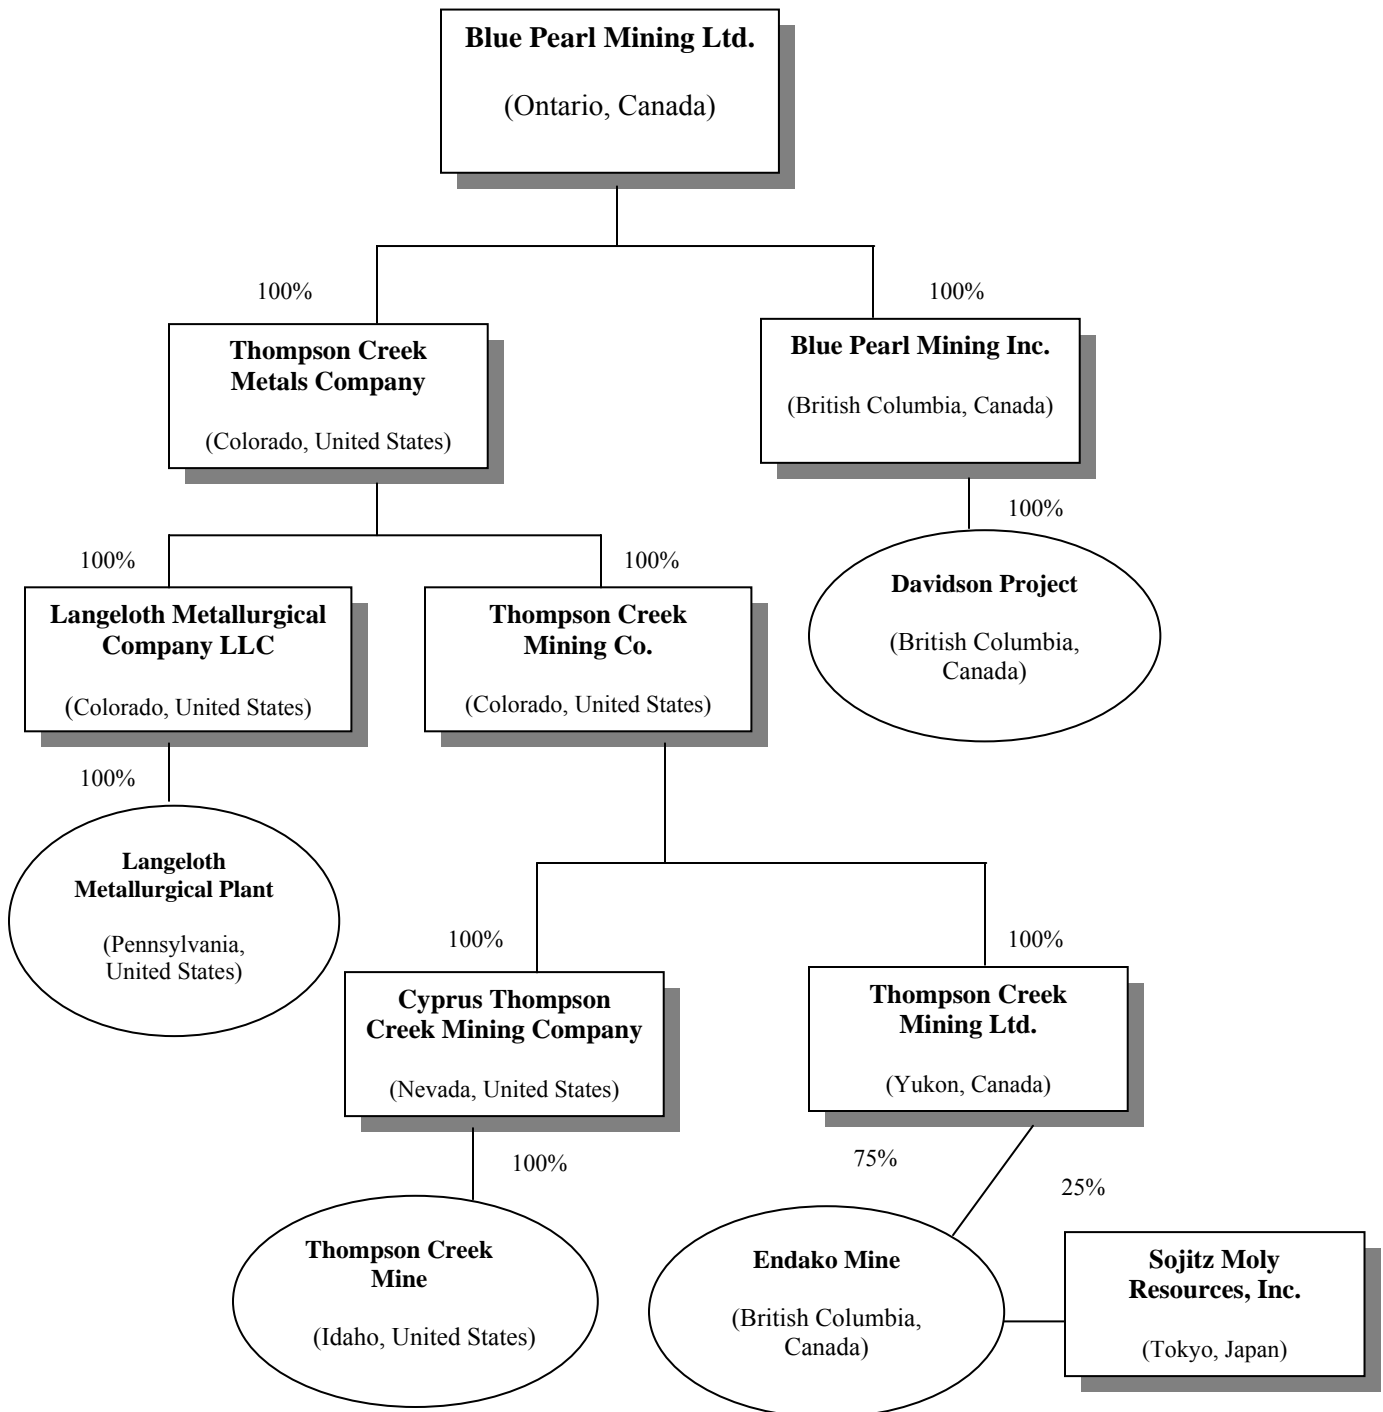 Blue Pearl Mining Ltd.
(Ontario, Canada)
100%
100%
Thompson Creek
Metals Company
(Colorado, United States)
Blue Pearl Mining Inc.
(British Columbia, Canada)
100%
100%
100%
Langeloth Metallurgical
Company LLC
(Colorado, United States)
Thompson Creek
Mining Co.
(Colorado, United States)
Davidson Project
(British Columbia,
Canada)
100%
Langeloth
Metallurgical Plant
(Pennsylvania,
United States)
100%
100%
Cyprus Thompson
Creek Mining Company
(Nevada, United States)
Thompson Creek
Mining Ltd.
(Yukon, Canada)
100%
75%
25%
Thompson Creek
Mine
(Idaho, United States)
Endako Mine
(British Columbia,
Canada)
Sojitz Moly
Resources, Inc.
(Tokyo, Japan)